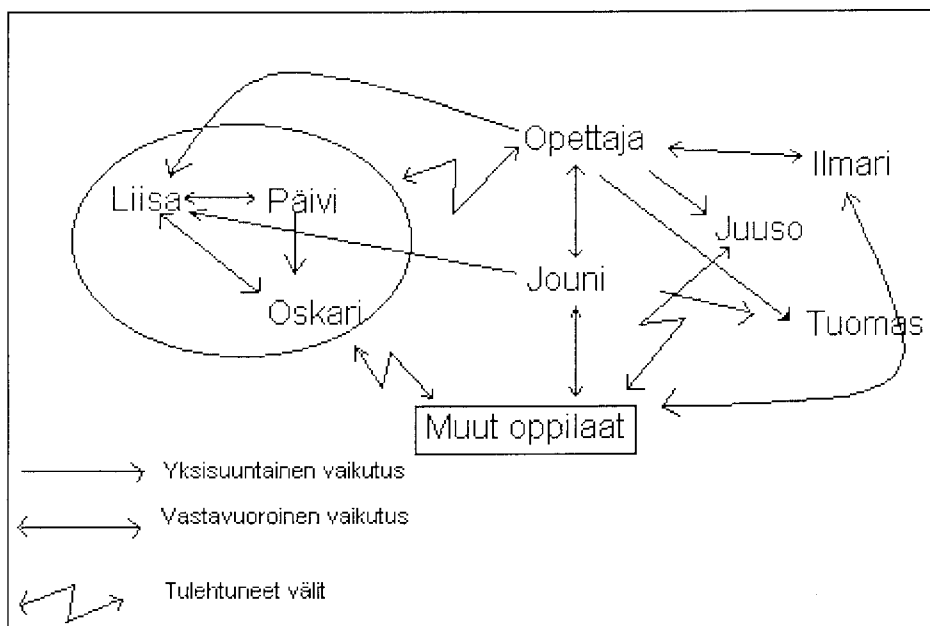 Opettaja
Ilmari
Liisa
Päivi
Juuso
Jouni
Oskari
Tuomas
Muut oppilaat
Yksisuuntainen vaikutus
Vastavuoroinen vaikutus
Tulehtuneet välit